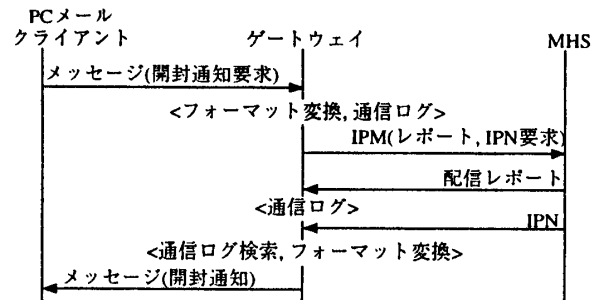 PCメール
クライアント
ゲートウェイ
MHS
メッセージ(開封通知要求)
<フォーマット変換, 通信ログ>
IPM(レポート, IPN要求)
配信レポート
<通信ログ>
IPN
<通信ログ検索, フォーマット変換>
メッセージ(開封通知)